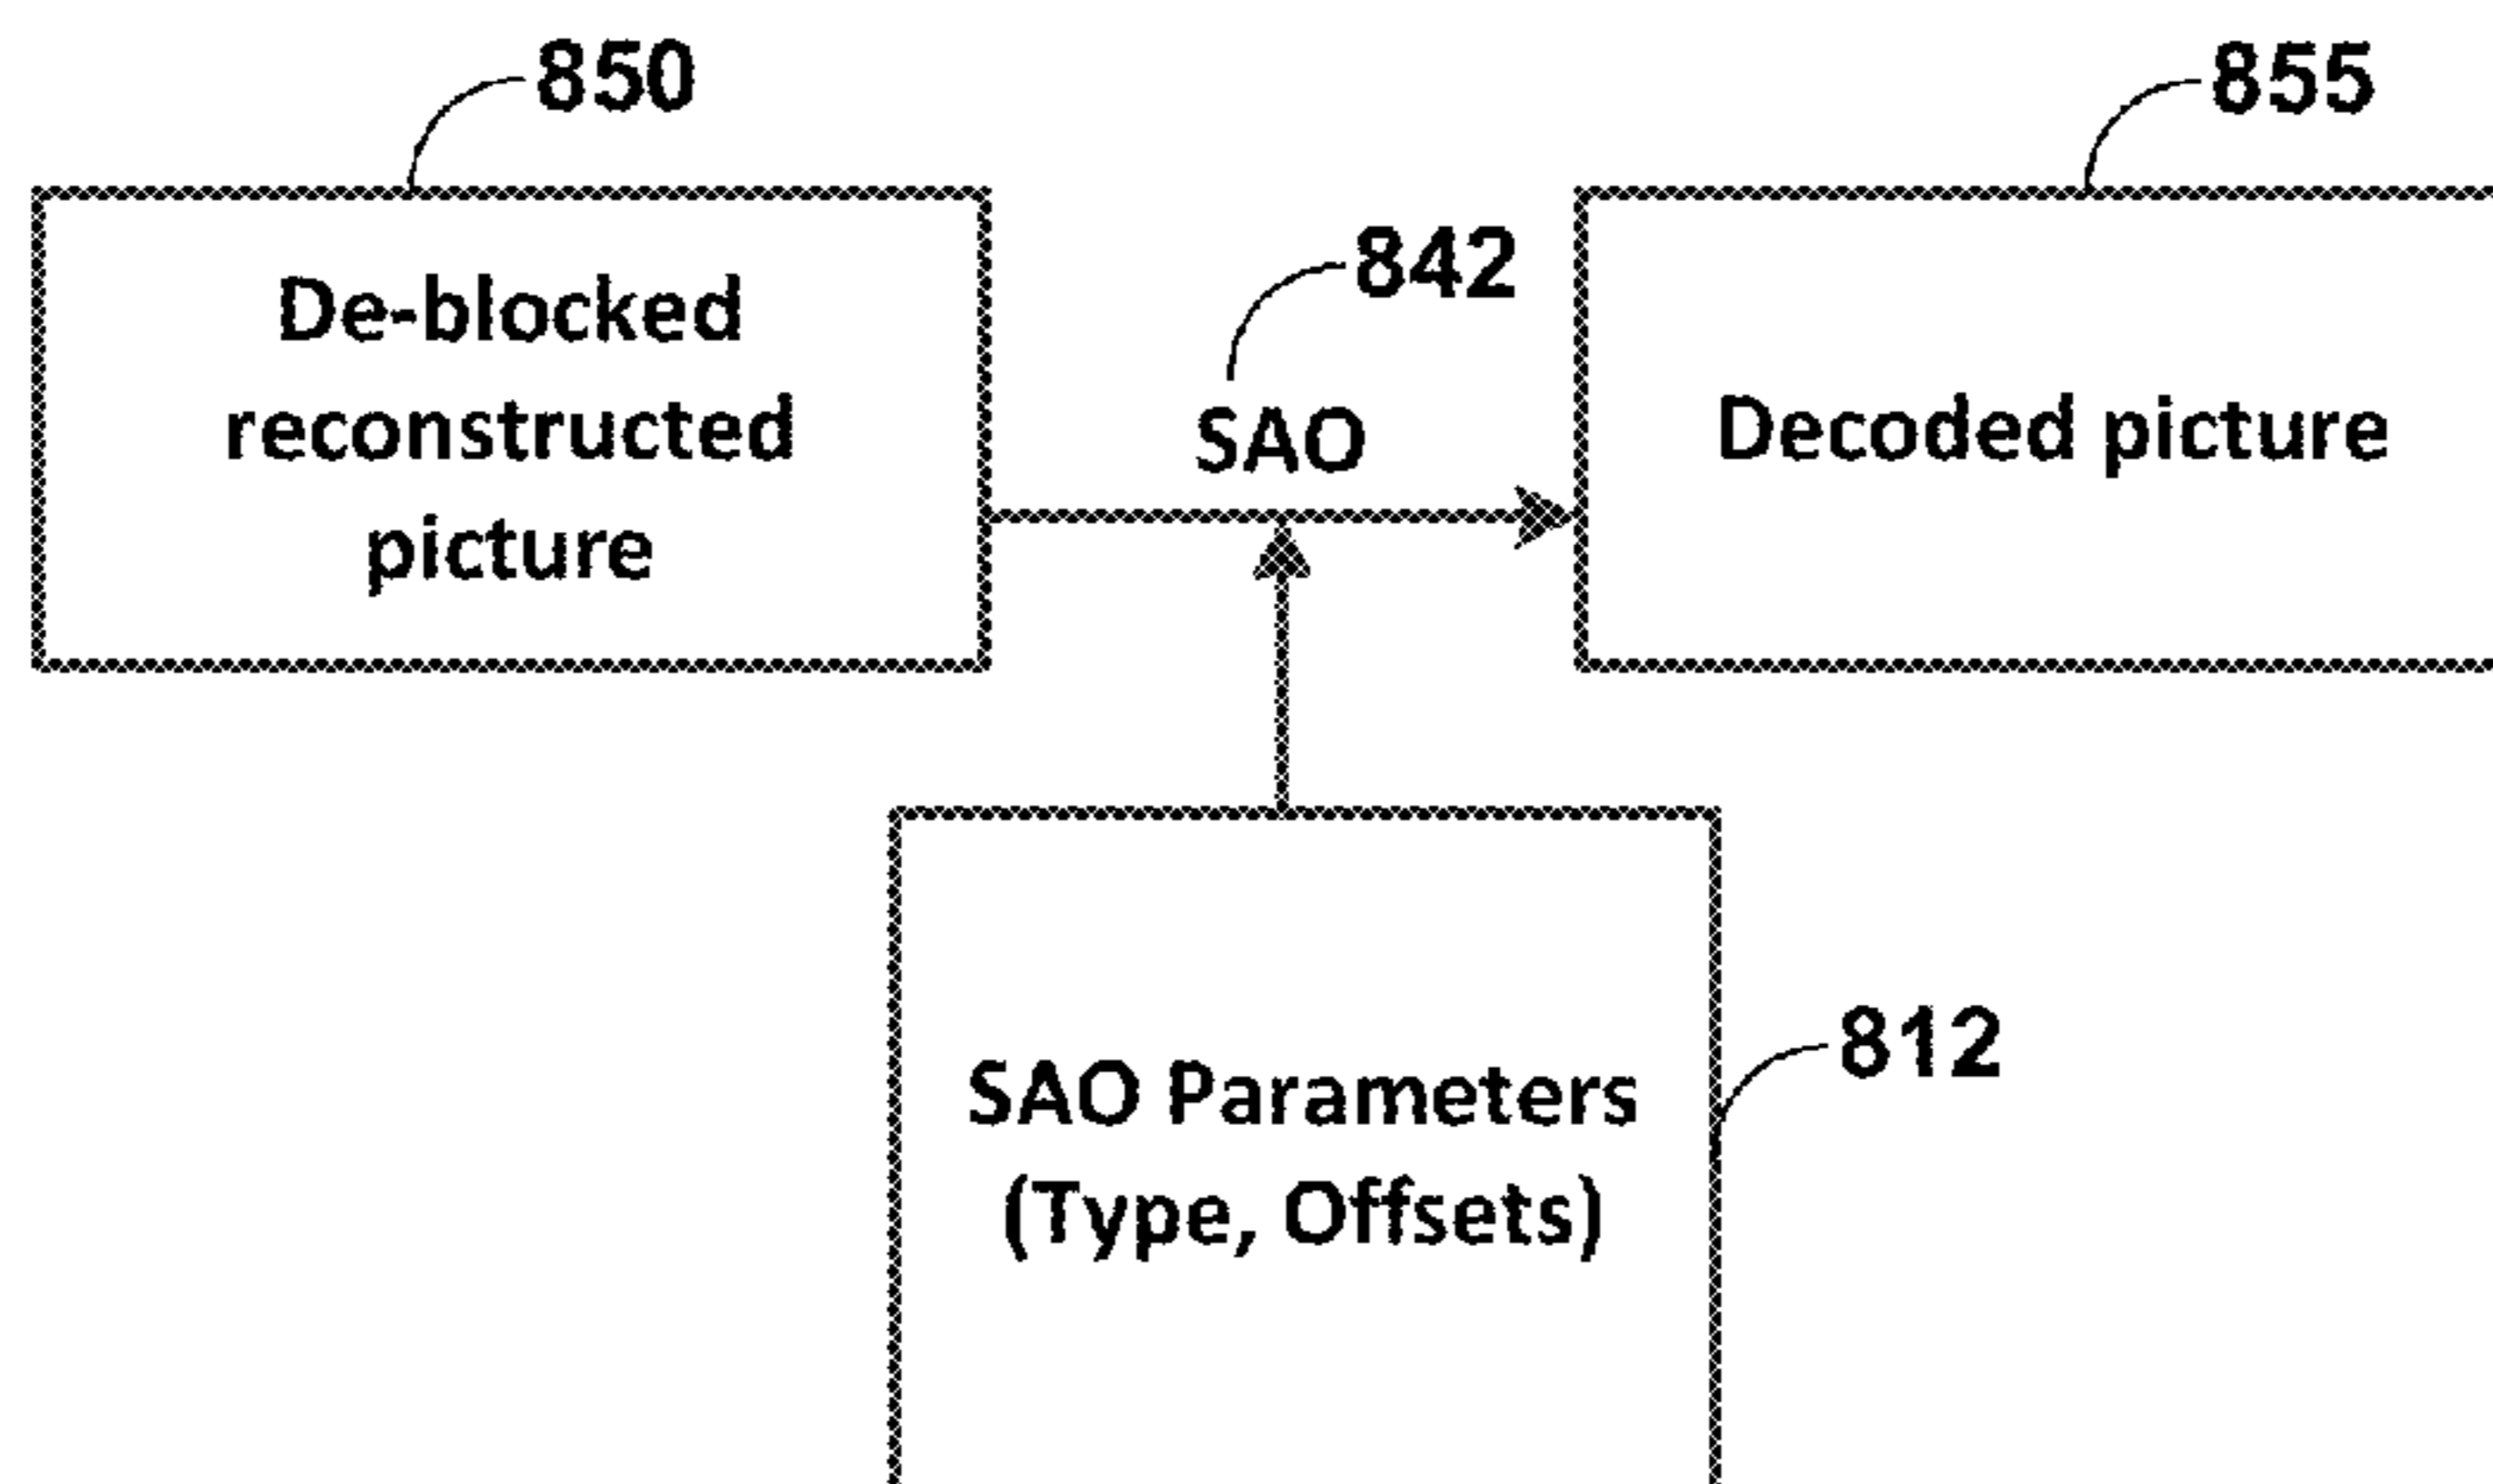 850
855
842
De-blocked
reconstructed
picture
SAO
Decoded picture
812
SAO Parameters
(Type, Offsets)